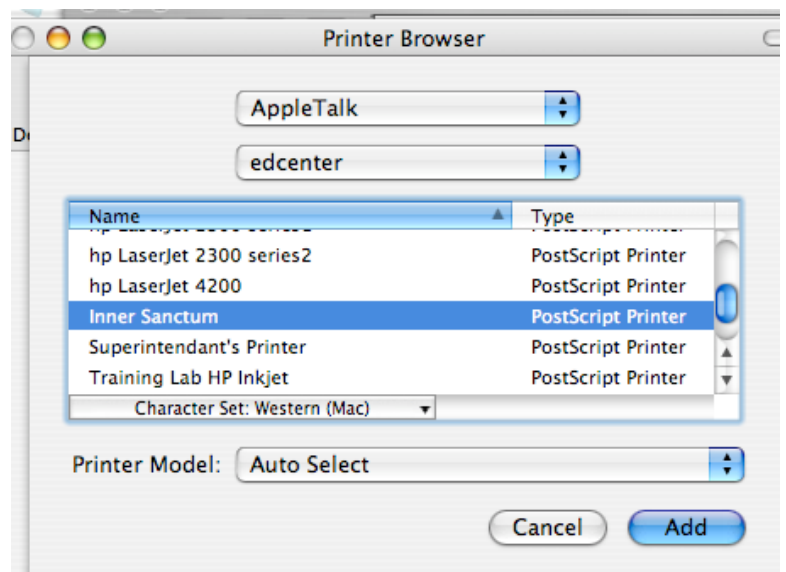 Printer Browser
AppleTalk
edcenter
Name Type
hp LaserJet 2300 series2 PostScript Printer
hp LaserJet 4200 PostScript Printer
Inner Sanctum PostScript Printer
Superintendant's Printer PostScript Printer
Training Lab HP Inkjet PostScript Printer
Character Set: Western (Mac)
Printer Model: Auto Select
Cancel Add